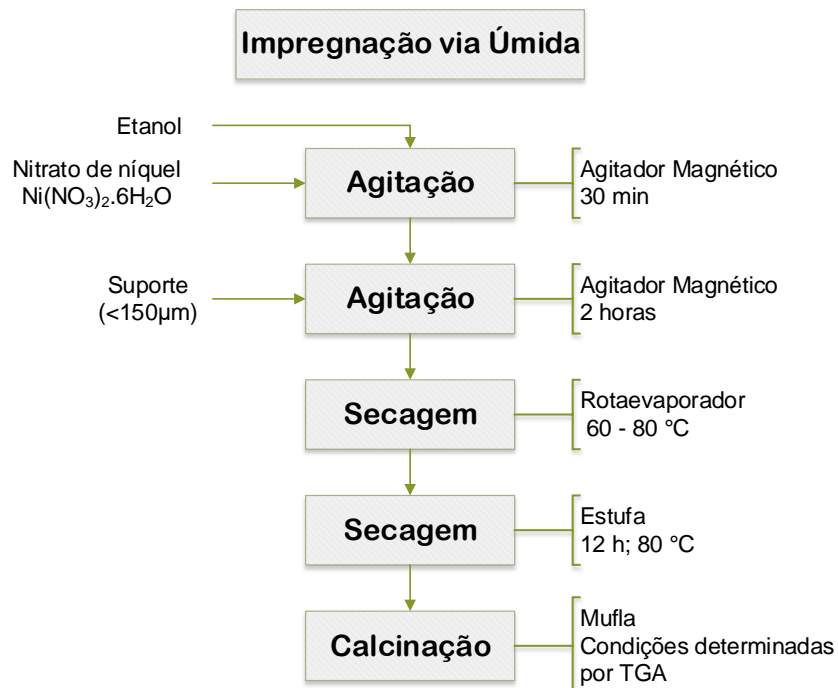 Impregnação via Úmida
Etanol
Nitrato de níquel
Ni(NO₃)₂.6H₂O
Agitação
Agitador Magnético
30 min
Suporte
(<150µm)
Agitação
Agitador Magnético
2 horas
Secagem
Rotaevaporador
60 - 80 °C
Secagem
Estufa
12 h; 80 °C
Calcinação
Mufla
Condições determinadas
por TGA